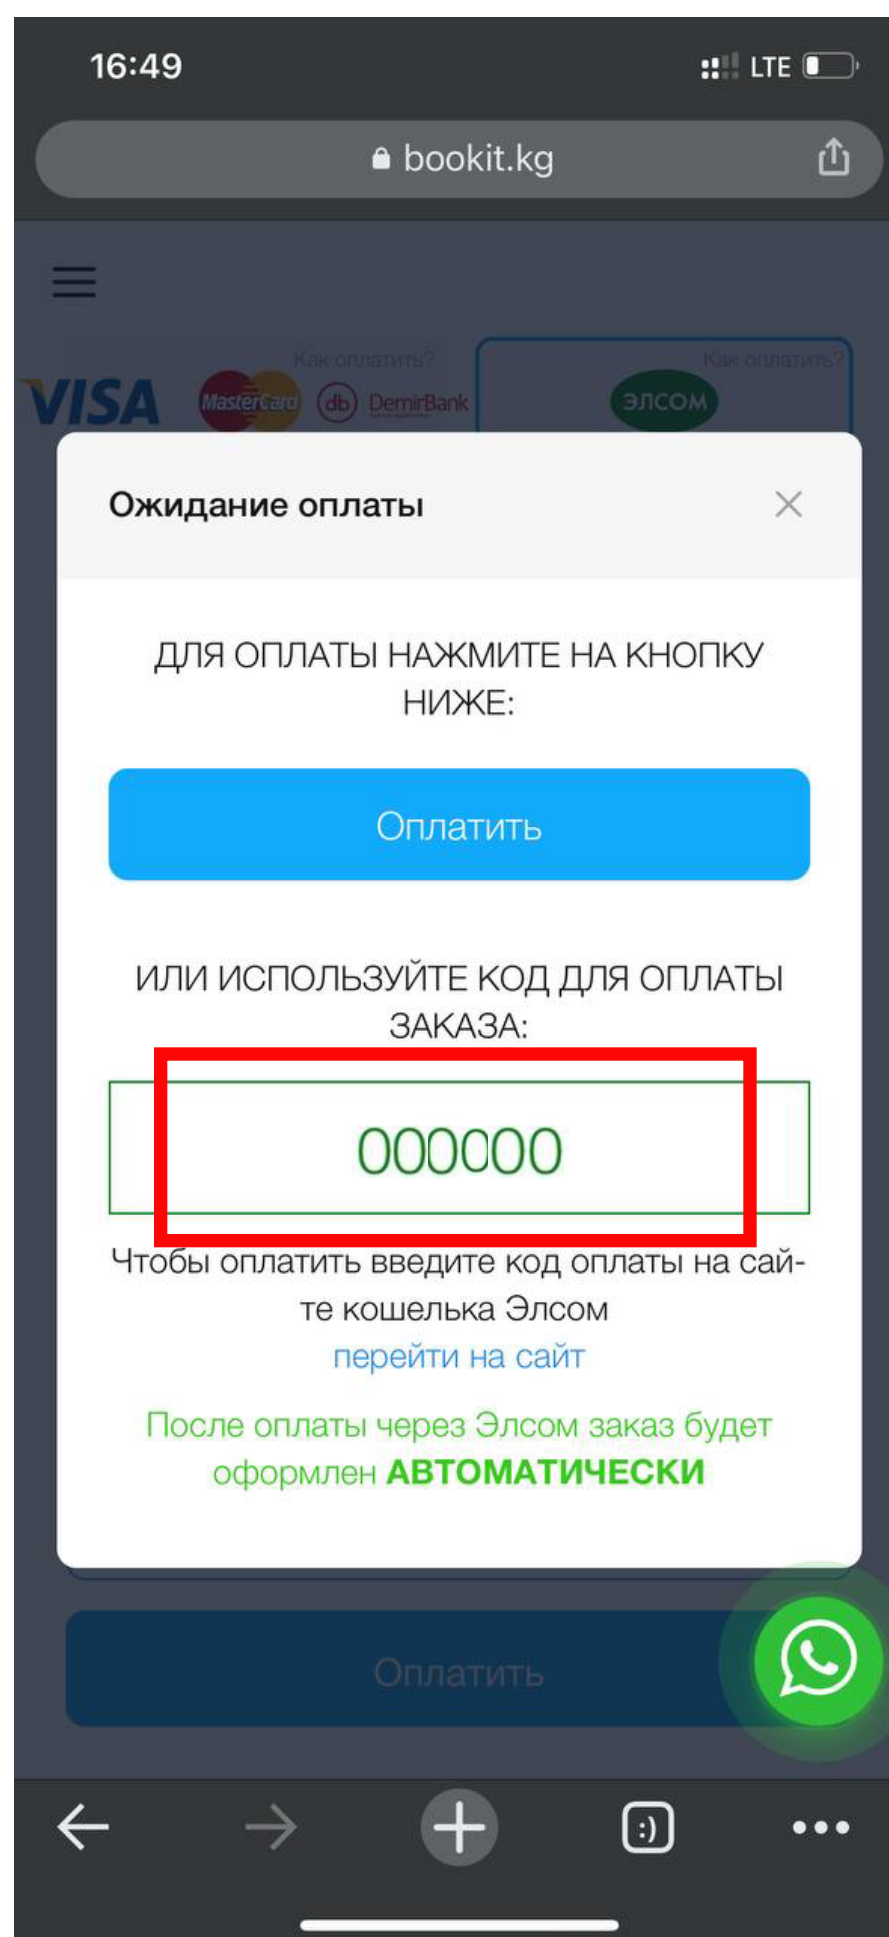 16:49
LTE
bookit.kg
Как оплатить?
Как оплатить?
VISA
MasterCard
db DemirBank
ЭЛСОМ
Ожидание оплаты
ДЛЯ ОПЛАТЫ НАЖМИТЕ НА КНОПКУ
НИЖЕ:
Оплатить
ИЛИ ИСПОЛЬЗУЙТЕ КОД ДЛЯ ОПЛАТЫ
ЗАКАЗА:
000000
Чтобы оплатить введите код оплаты на сай-
те кошелька Элсом
перейти на сайт
После оплаты через Элсом заказ будет
оформлен АВТОМАТИЧЕСКИ
Оплатить
:)